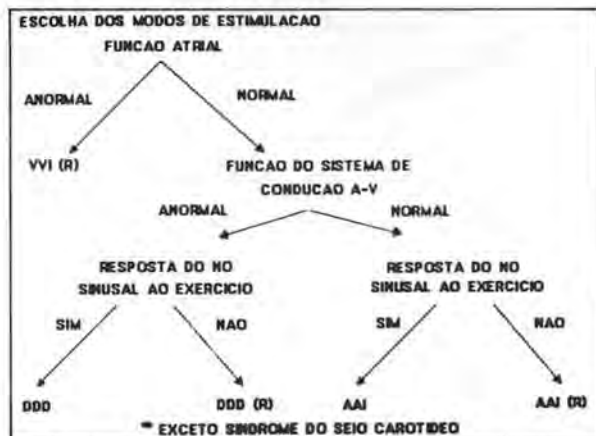 ESCOLHA DOS MODOS DE ESTIMULACAO
FUNCAO ATRIAL
ANORMAL NORMAL
VVI (R) FUNCAO DO SISTEMA DE
CONDUCAO A-V
ANORMAL NORMAL
RESPOSTA DO NO RESPOSTA DO NO
SINUSAL AO EXERCICIO SINUSAL AO EXERCICIO
SIM NAO SIM NAO
DDD DDD (R) AAI AAI (R)
** EXCETO SINDROME DO SEIO CAROTIDEO